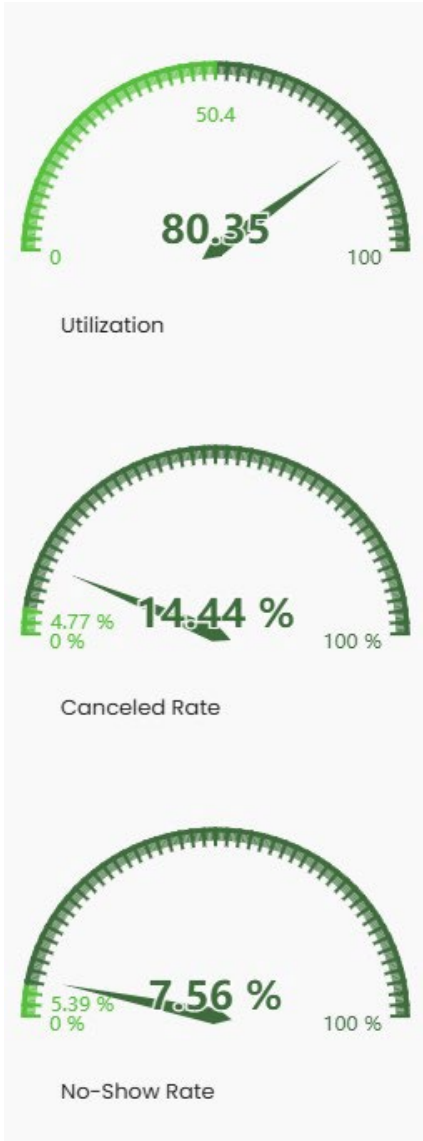 50.4
80.35
0 100
Utilization
4.77 % 14.44 %
0 % 100 %
Canceled Rate
5.39 % 7.56 %
0 % 100 %
No-Show Rate